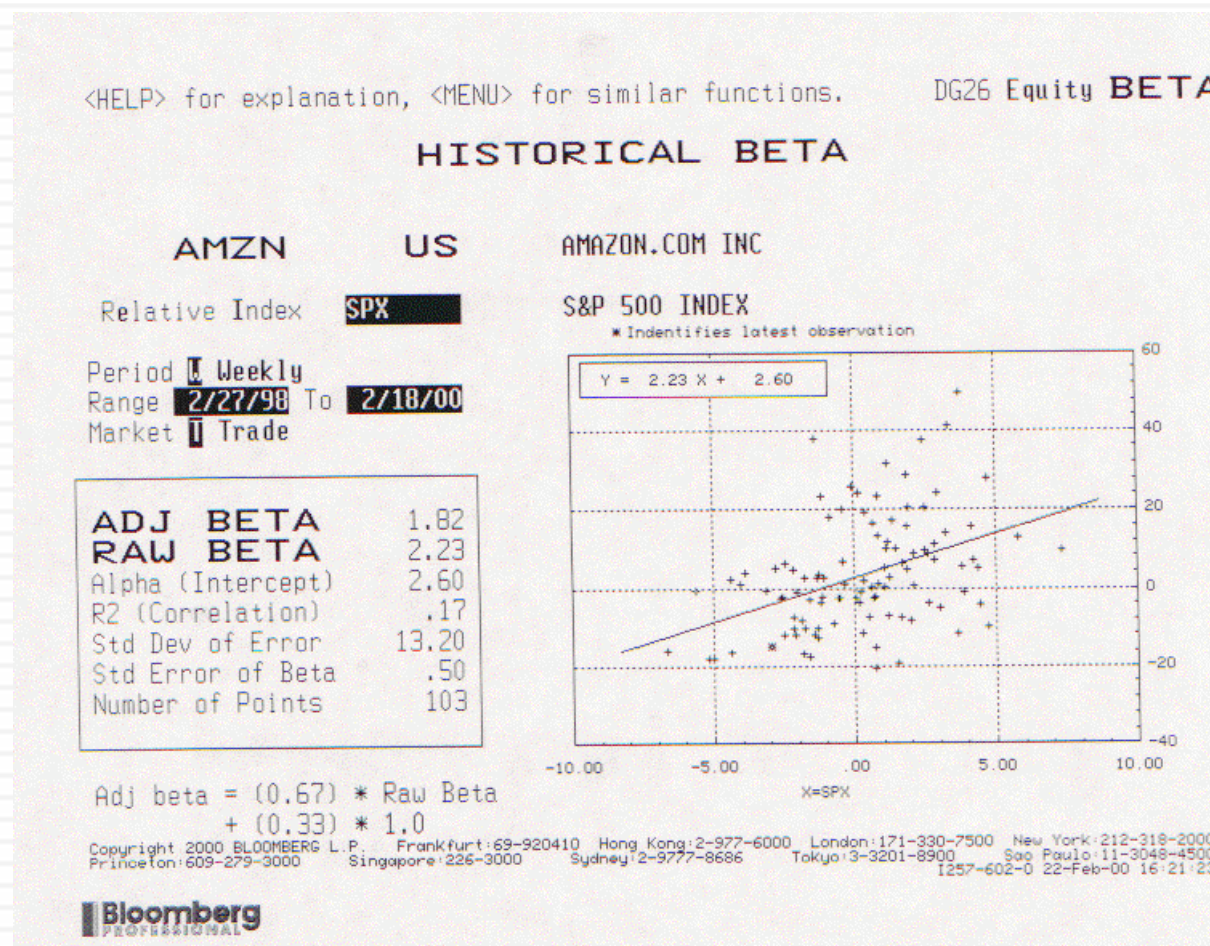 <HELP> for explanation, <MENU> for similar functions. DG26 Equity BETA
HISTORICAL BETA
AMZN US AMAZON.COM INC
Relative Index SPX S&P 500 INDEX
* Indentifies latest observation
Period W Weekly
Range 2/27/98 To 2/18/00
Market T Trade
ADJ BETA 1.82
RAW BETA 2.23
Alpha (Intercept) 2.60
R2 (Correlation) .17
Std Dev of Error 13.20
Std Error of Beta .50
Number of Points 103
Adj beta = (0.67) * Raw Beta
+ (0.33) * 1.0
Y = 2.23 X + 2.60
60
40
20
0
-20
-40
-10.00 -5.00 .00 5.00 10.00
X=SPX
Copyright 2000 BLOOMBERG L.P. Frankfurt:69-920410 Hong Kong:2-977-6000 London:171-330-7500 New York:212-318-2000
Princeton:609-279-3000 Singapore:226-3000 Sydney:2-9777-8686 Tokyo:3-3201-8900 Sao Paulo:11-3048-4500
I257-602-0 22-Feb-00 16:21:23
Bloomberg
PROFESSIONAL